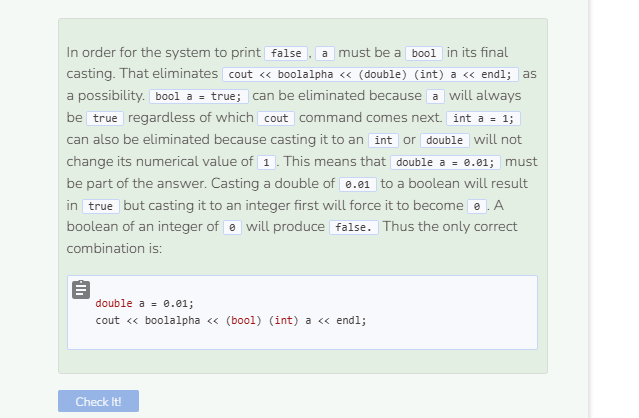 In order for the system to print false , a must be a bool in its final
casting. That eliminates cout << boolalpha << (double) (int) a << endl; as
a possibility. bool a = true; can be eliminated because a will always
be true regardless of which cout command comes next. int a = 1;
can also be eliminated because casting it to an int or double will not
change its numerical value of 1 . This means that double a = 0.01; must
be part of the answer. Casting a double of 0.01 to a boolean will result
in true but casting it to an integer first will force it to become 0 . A
boolean of an integer of 0 will produce false. Thus the only correct
combination is:
double a = 0.01;
cout << boolalpha << (bool) (int) a << endl;
Check It!